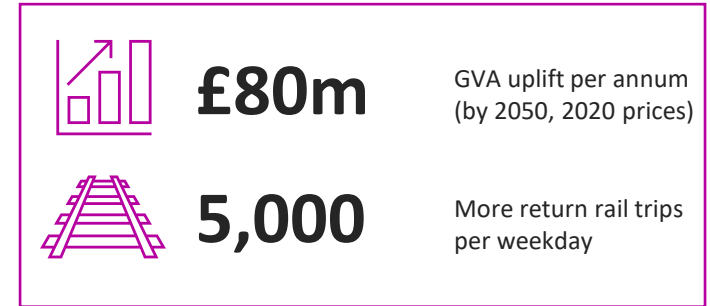 £80m
GVA uplift per annum
(by 2050, 2020 prices)
5,000
More return rail trips
per weekday